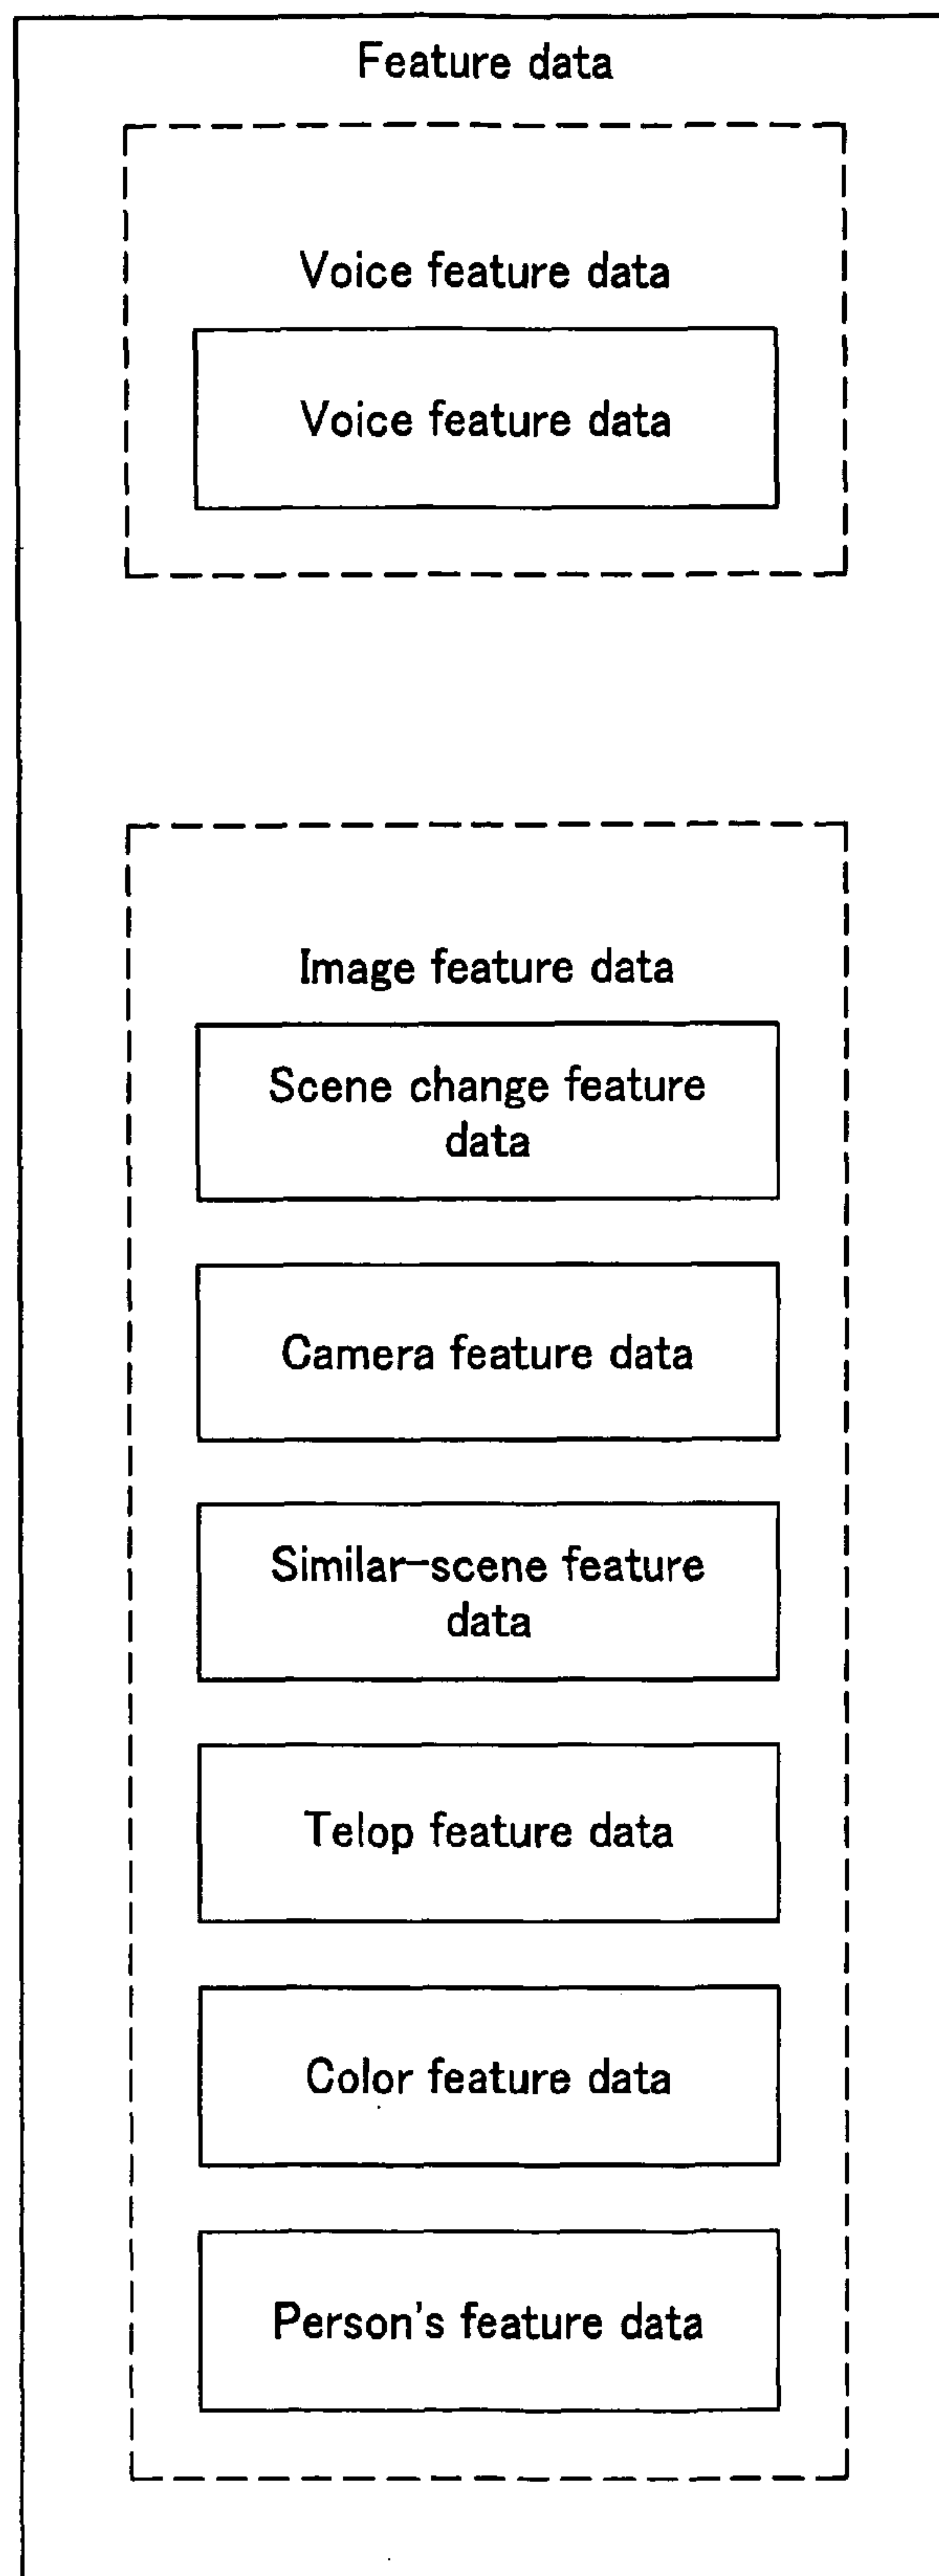 Feature data
Voice feature data
Voice feature data
Image feature data
Scene change feature
data
Camera feature data
Similar-scene feature
data
Telop feature data
Color feature data
Person's feature data